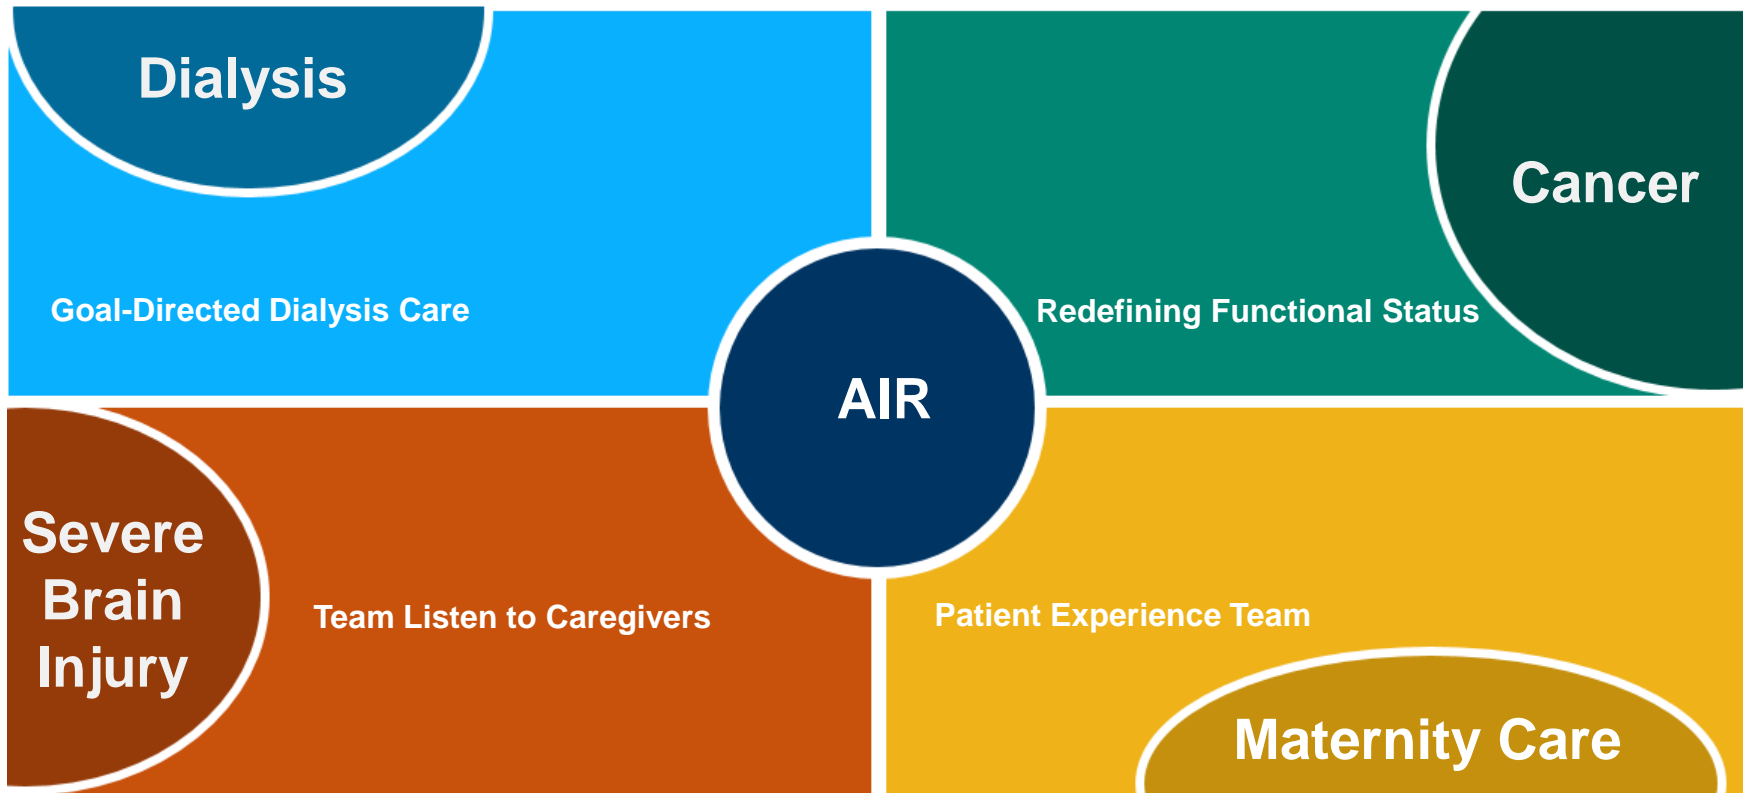 Dialysis
Goal-Directed Dialysis Care
Cancer
Redefining Functional Status
AIR
Severe
Brain
Injury
Team Listen to Caregivers
Patient Experience Team
Maternity Care